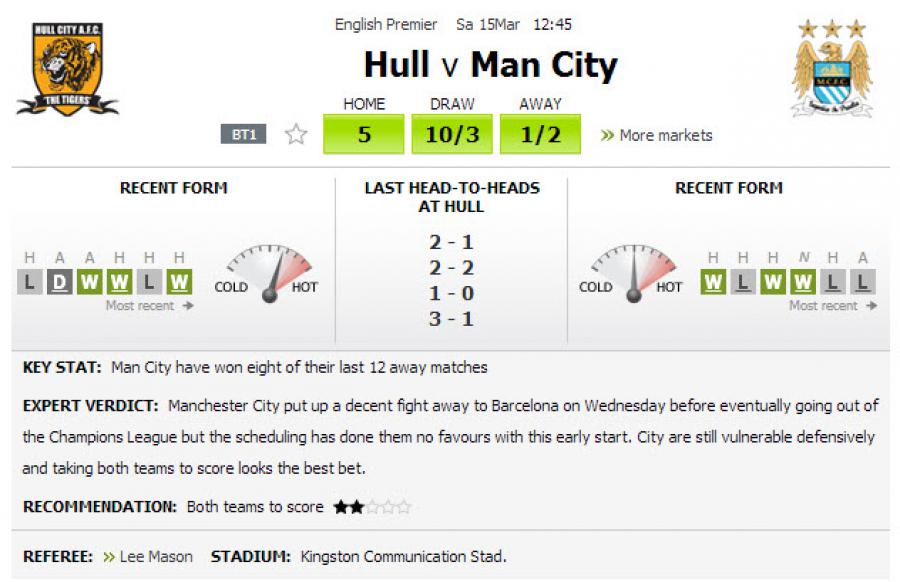 English Premier Sa 15Mar 12:45
HULL CITY A.F.C.
THE TIGERS
Hull v Man City
M.C.F.C.
HOME DRAW AWAY
BT1 5 10/3 1/2 » More markets
RECENT FORM
H A A H H H
L D W W L W
Most recent →
COLD HOT
LAST HEAD-TO-HEADS
AT HULL
2 - 1
2 - 2
1 - 0
3 - 1
RECENT FORM
COLD HOT
H H H N H A
W L W W L L
Most recent →
KEY STAT: Man City have won eight of their last 12 away matches
EXPERT VERDICT: Manchester City put up a decent fight away to Barcelona on Wednesday before eventually going out of
the Champions League but the scheduling has done them no favours with this early start. City are still vulnerable defensively
and taking both teams to score looks the best bet.
RECOMMENDATION: Both teams to score ★★☆☆☆
REFEREE: » Lee Mason STADIUM: Kingston Communication Stad.